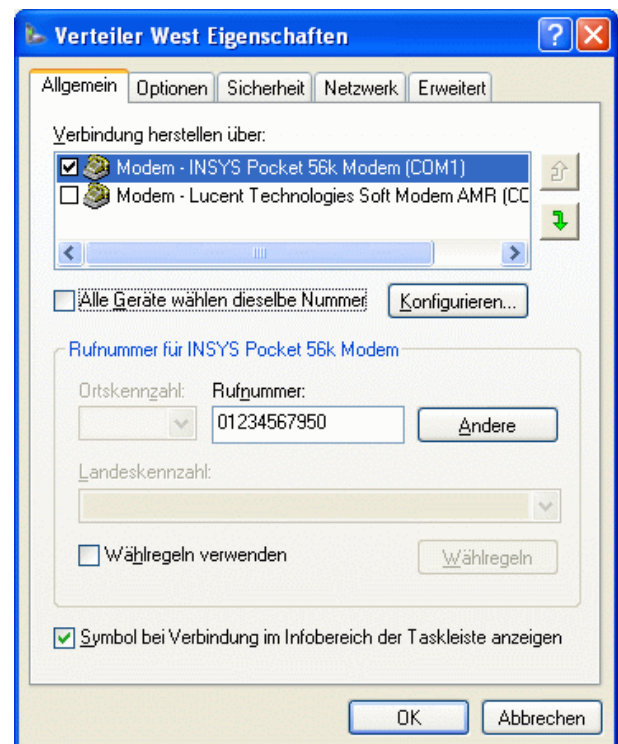 Verteiler West Eigenschaften
Allgemein Optionen Sicherheit Netzwerk Erweitert
Verbindung herstellen über:
Modem - INSYS Pocket 56k Modem (COM1)
Modem - Lucent Technologies Soft Modem AMR (CC
Alle Geräte wählen dieselbe Nummer Konfigurieren...
Rufnummer für INSYS Pocket 56k Modem
Ortskennzahl: Rufnummer:
01234567950 Andere
Landeskennzahl:
Wählregeln verwenden Wählregeln
Symbol bei Verbindung im Infobereich der Taskleiste anzeigen
OK Abbrechen